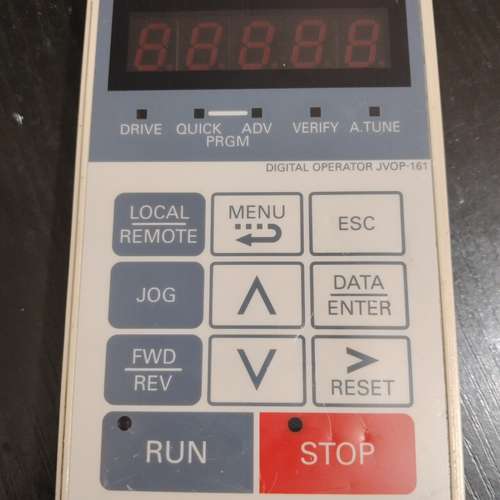 88888
DRIVE QUICK ADV VERIFY A.TUNE
PRGM
DIGITAL OPERATOR JVOP-161
LOCAL
REMOTE
MENU
ESC
JOG
DATA
ENTER
FWD
REV
RESET
RUN
STOP